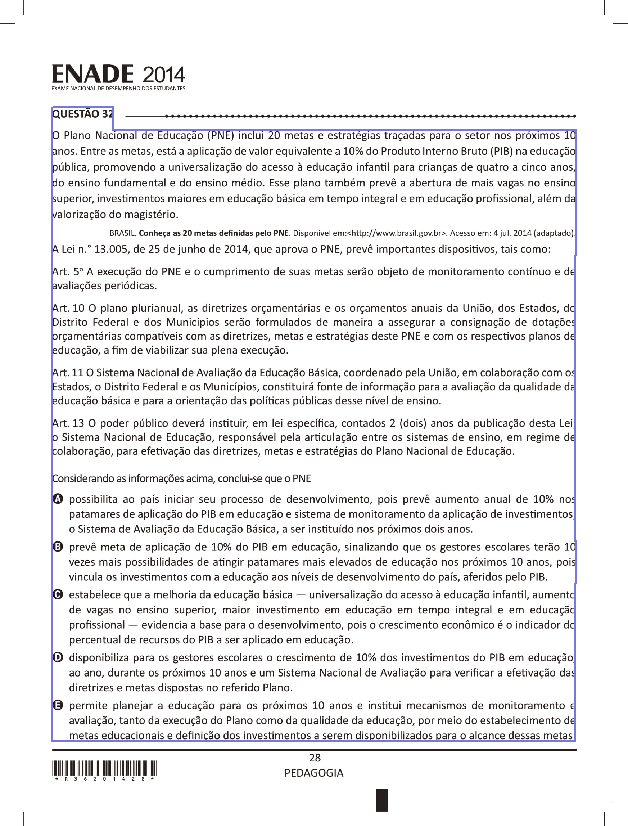 ENADE 2014
EXAME NACIONAL DE DESEMPENHO DOS ESTUDANTES
QUESTÃO 32
O Plano Nacional de Educação (PNE) inclui 20 metas e estratégias traçadas para o setor nos próximos 10
anos. Entre as metas, está a aplicação de valor equivalente a 10% do Produto Interno Bruto (PIB) na educação
pública, promovendo a universalização do acesso à educação infantil para crianças de quatro a cinco anos,
do ensino fundamental e do ensino médio. Esse plano também prevê a abertura de mais vagas no ensino
superior, investimentos maiores em educação básica em tempo integral e em educação profissional, além da
valorização do magistério.
BRASIL. Conheça as 20 metas definidas pelo PNE. Disponível em:<http://www.brasil.gov.br>. Acesso em: 4 jul. 2014 (adaptado).
A Lei n.° 13.005, de 25 de junho de 2014, que aprova o PNE, prevê importantes dispositivos, tais como:
Art. 5º A execução do PNE e o cumprimento de suas metas serão objeto de monitoramento contínuo e de
avaliações periódicas.
Art. 10 O plano plurianual, as diretrizes orçamentárias e os orçamentos anuais da União, dos Estados, do
Distrito Federal e dos Municípios serão formulados de maneira a assegurar a consignação de dotações
orçamentárias compatíveis com as diretrizes, metas e estratégias deste PNE e com os respectivos planos de
educação, a fim de viabilizar sua plena execução.
Art. 11 O Sistema Nacional de Avaliação da Educação Básica, coordenado pela União, em colaboração com os
Estados, o Distrito Federal e os Municípios, constituirá fonte de informação para a avaliação da qualidade da
educação básica e para a orientação das políticas públicas desse nível de ensino.
Art. 13 O poder público deverá instituir, em lei específica, contados 2 (dois) anos da publicação desta Lei,
o Sistema Nacional de Educação, responsável pela articulação entre os sistemas de ensino, em regime de
colaboração, para efetivação das diretrizes, metas e estratégias do Plano Nacional de Educação.
Considerando as informações acima, conclui-se que o PNE
A possibilita ao país iniciar seu processo de desenvolvimento, pois prevê aumento anual de 10% nos
patamares de aplicação do PIB em educação e sistema de monitoramento da aplicação de investimentos,
o Sistema de Avaliação da Educação Básica, a ser instituído nos próximos dois anos.
B prevê meta de aplicação de 10% do PIB em educação, sinalizando que os gestores escolares terão 10
vezes mais possibilidades de atingir patamares mais elevados de educação nos próximos 10 anos, pois
vincula os investimentos com a educação aos níveis de desenvolvimento do país, aferidos pelo PIB.
C estabelece que a melhoria da educação básica — universalização do acesso à educação infantil, aumento
de vagas no ensino superior, maior investimento em educação em tempo integral e em educação
profissional — evidencia a base para o desenvolvimento, pois o crescimento econômico é o indicador do
percentual de recursos do PIB a ser aplicado em educação.
D disponibiliza para os gestores escolares o crescimento de 10% dos investimentos do PIB em educação,
ao ano, durante os próximos 10 anos e um Sistema Nacional de Avaliação para verificar a efetivação das
diretrizes e metas dispostas no referido Plano.
E permite planejar a educação para os próximos 10 anos e institui mecanismos de monitoramento e
avaliação, tanto da execução do Plano como da qualidade da educação, por meio do estabelecimento de
metas educacionais e definição dos investimentos a serem disponibilizados para o alcance dessas metas.
28
PEDAGOGIA